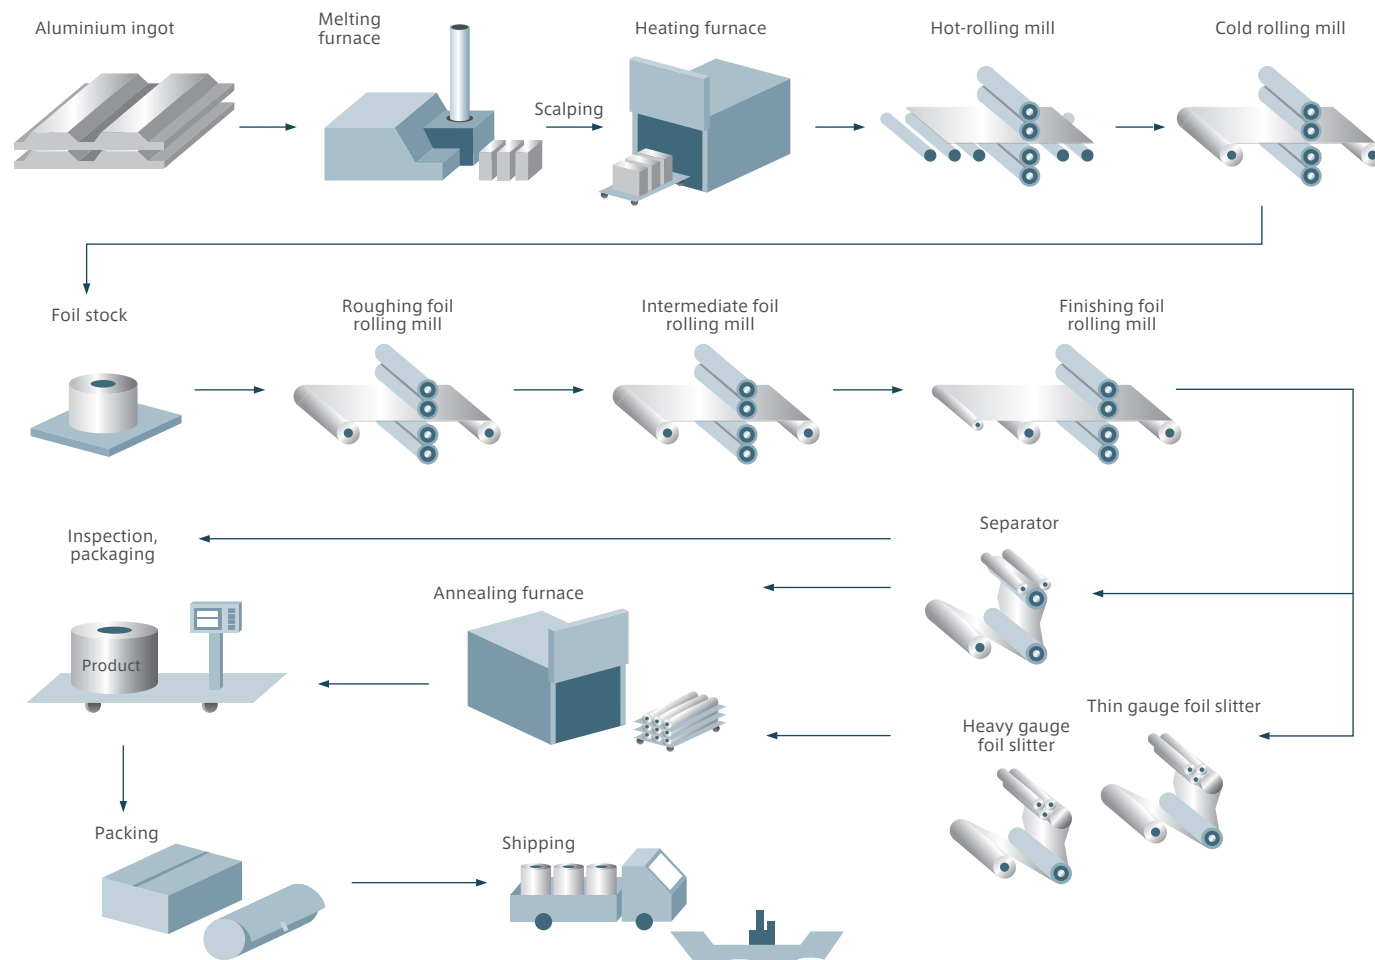 Aluminium ingot
Melting
furnace
Scalping
Heating furnace
Hot-rolling mill
Cold rolling mill
Foil stock
Roughing foil
rolling mill
Intermediate foil
rolling mill
Finishing foil
rolling mill
Separator
Inspection,
packaging
Annealing furnace
Product
Thin gauge foil slitter
Heavy gauge
foil slitter
Packing
Shipping